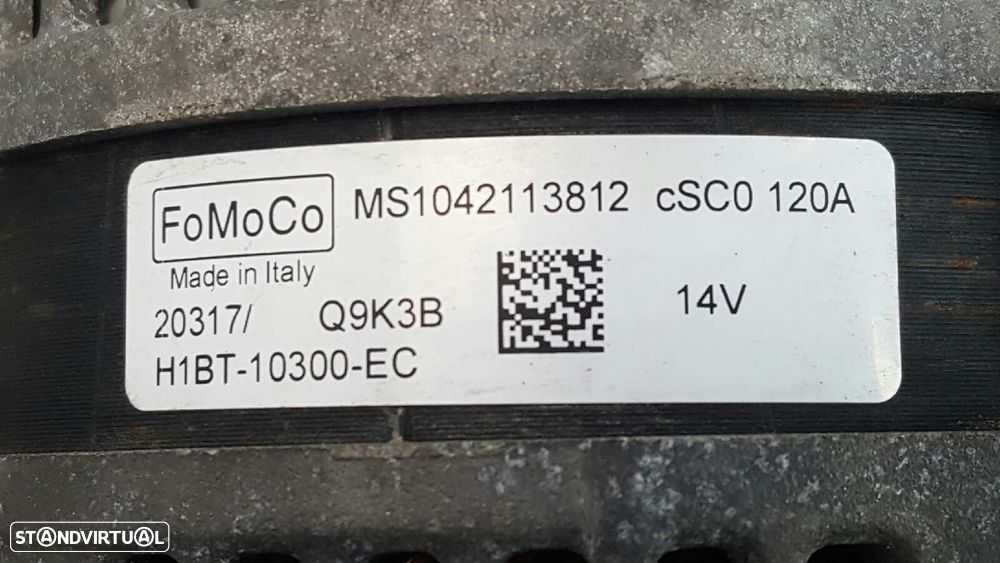 FoMoCo MS1042113812 cSC0 120A
Made in Italy
20317/ Q9K3B 14V
H1BT-10300-EC
STANDVIRTUAL